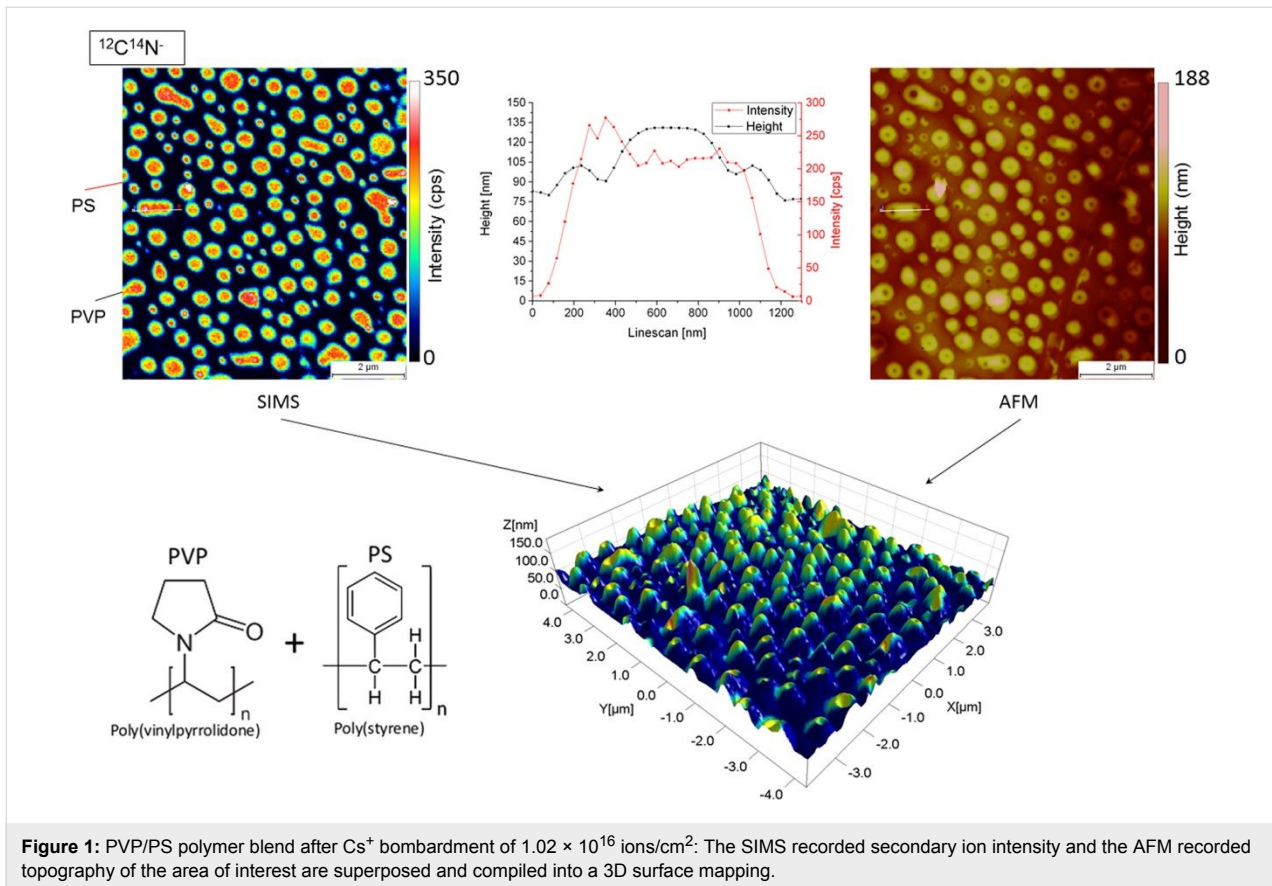 ¹²C¹⁴N⁻
350
Intensity (cps)
0
PS
PVP
2 µm
SIMS
Intensity
Height
150
135
120
105
90
75
60
45
30
15
0
Height [nm]
300
250
200
150
100
50
0
Intensity [cps]
0 200 400 600 800 1000 1200
Linescan [nm]
188
Height (nm)
0
2 µm
AFM
PVP
N
O
n
Poly(vinylpyrrolidone)
+
PS
H
C C
H H
n
Poly(styrene)
Z[nm]
150.0
100.0
50.0
0.0
4.0
3.0
2.0
1.0
0.0
-1.0
-2.0
-3.0
-4.0
Y[µm]
3.0
2.0
1.0
0.0
-1.0
-2.0
-3.0
X[µm]
Figure 1: PVP/PS polymer blend after Cs⁺ bombardment of 1.02 × 10¹⁶ ions/cm²: The SIMS recorded secondary ion intensity and the AFM recorded
topography of the area of interest are superposed and compiled into a 3D surface mapping.